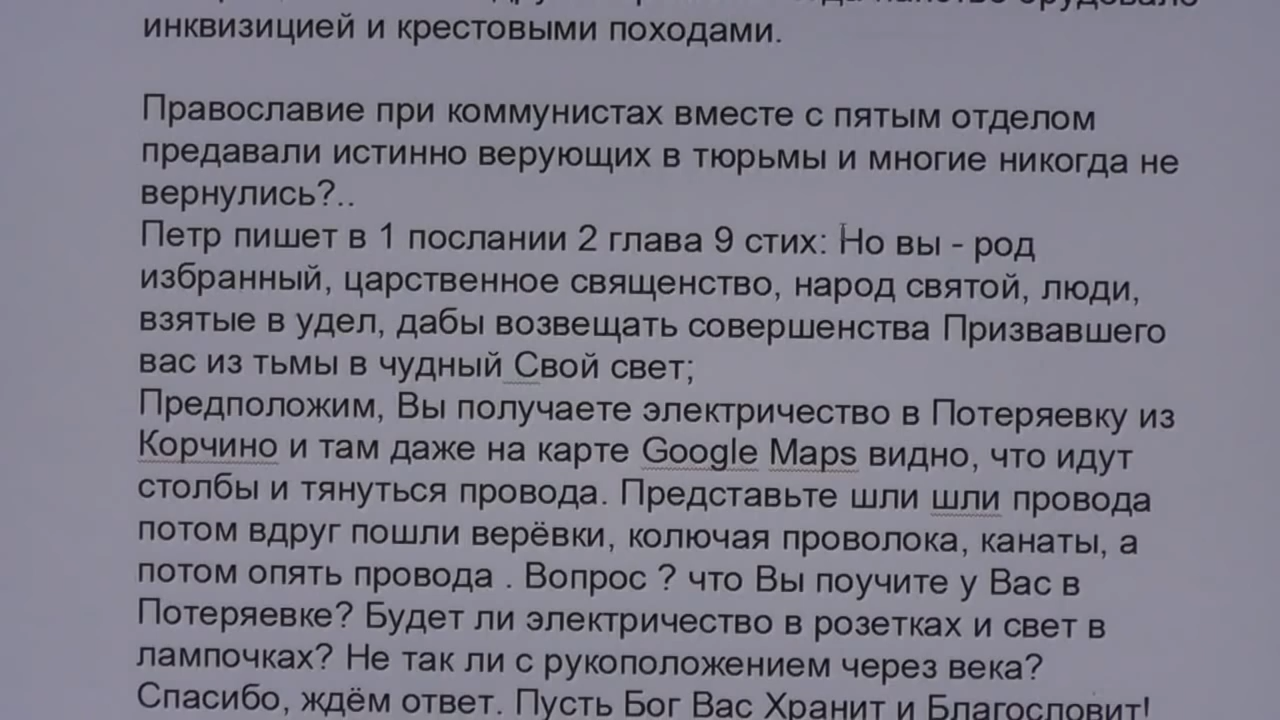 инквизицией и крестовыми походами.
Православие при коммунистах вместе с пятым отделом
предавали истинно верующих в тюрьмы и многие никогда не
вернулись?..
Петр пишет в 1 послании 2 глава 9 стих: Но вы - род
избранный, царственное священство, народ святой, люди,
взятые в удел, дабы возвещать совершенства Призвавшего
вас из тьмы в чудный Свой свет;
Предположим, Вы получаете электричество в Потеряевку из
Корчино и там даже на карте Google Maps видно, что идут
столбы и тянуться провода. Представьте шли шли провода
потом вдруг пошли верёвки, колючая проволока, канаты, а
потом опять провода . Вопрос ? что Вы поучите у Вас в
Потеряевке? Будет ли электричество в розетках и свет в
лампочках? Не так ли с рукоположением через века?
Спасибо, ждём ответ. Пусть Бог Вас Хранит и Благословит!